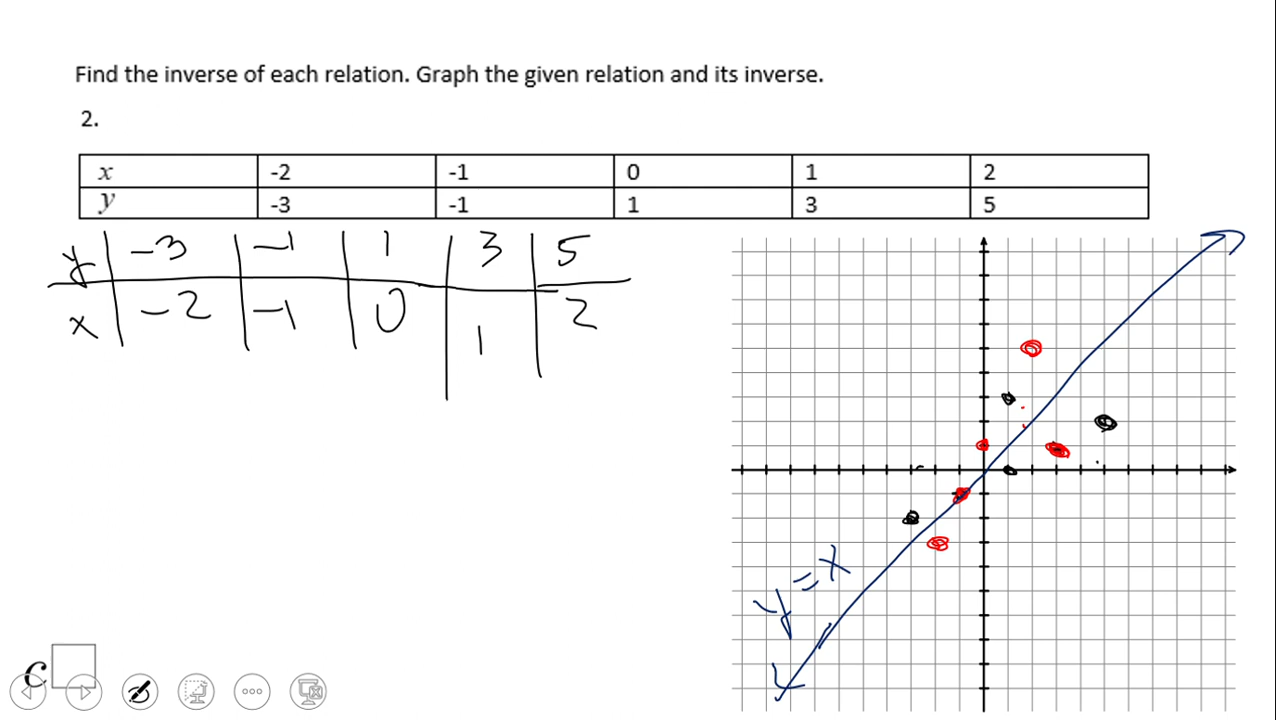 Find the inverse of each relation. Graph the given relation and its inverse.
2.
x -2 -1 0 1 2
y -3 -1 1 3 5
y -3 -1 1 3 5
x -2 -1 0 1 2
y = x
c